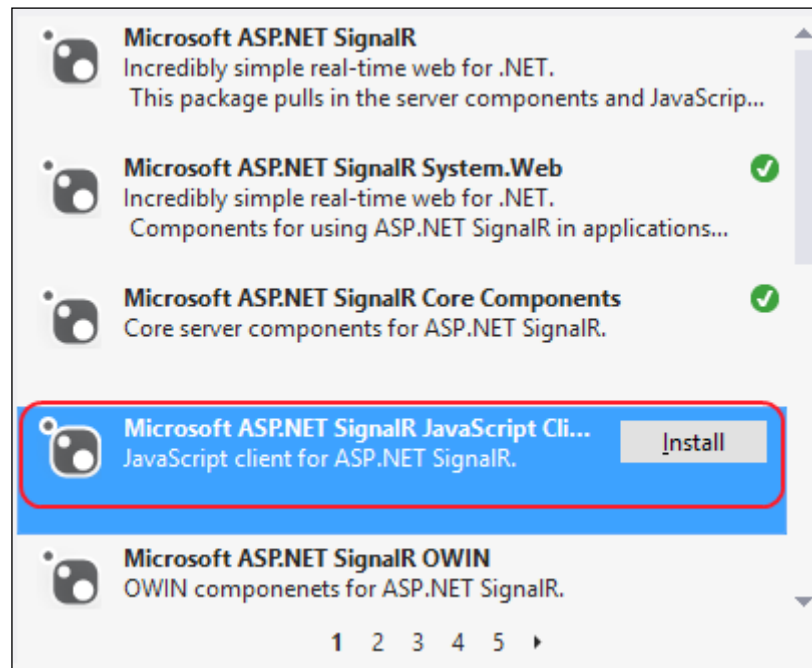 Microsoft ASP.NET SignalR
Incredibly simple real-time web for .NET.
This package pulls in the server components and JavaScrip...
Microsoft ASP.NET SignalR System.Web
Incredibly simple real-time web for .NET.
Components for using ASP.NET SignalR in applications...
Microsoft ASP.NET SignalR Core Components
Core server components for ASP.NET SignalR.
Microsoft ASP.NET SignalR JavaScript Cli...
Install
JavaScript client for ASP.NET SignalR.
Microsoft ASP.NET SignalR OWIN
OWIN componenets for ASP.NET SignalR.
1 2 3 4 5